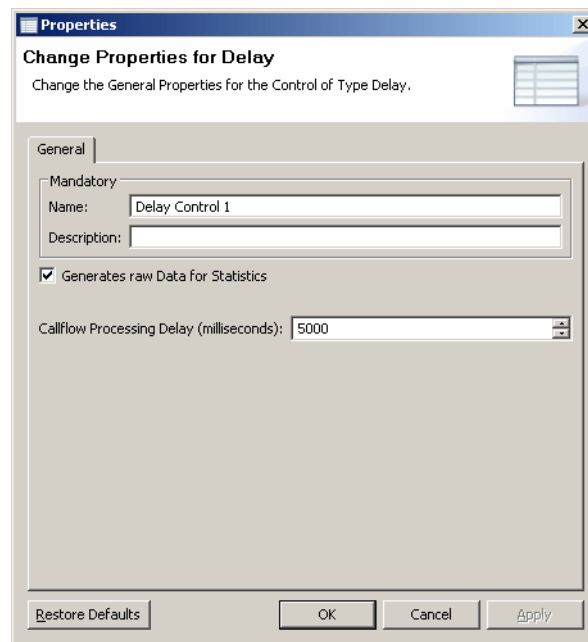 Properties
Change Properties for Delay
Change the General Properties for the Control of Type Delay.
General
Mandatory
Name: Delay Control 1
Description:
Generates raw Data for Statistics
Callflow Processing Delay (milliseconds): 5000
Restore Defaults OK Cancel Apply